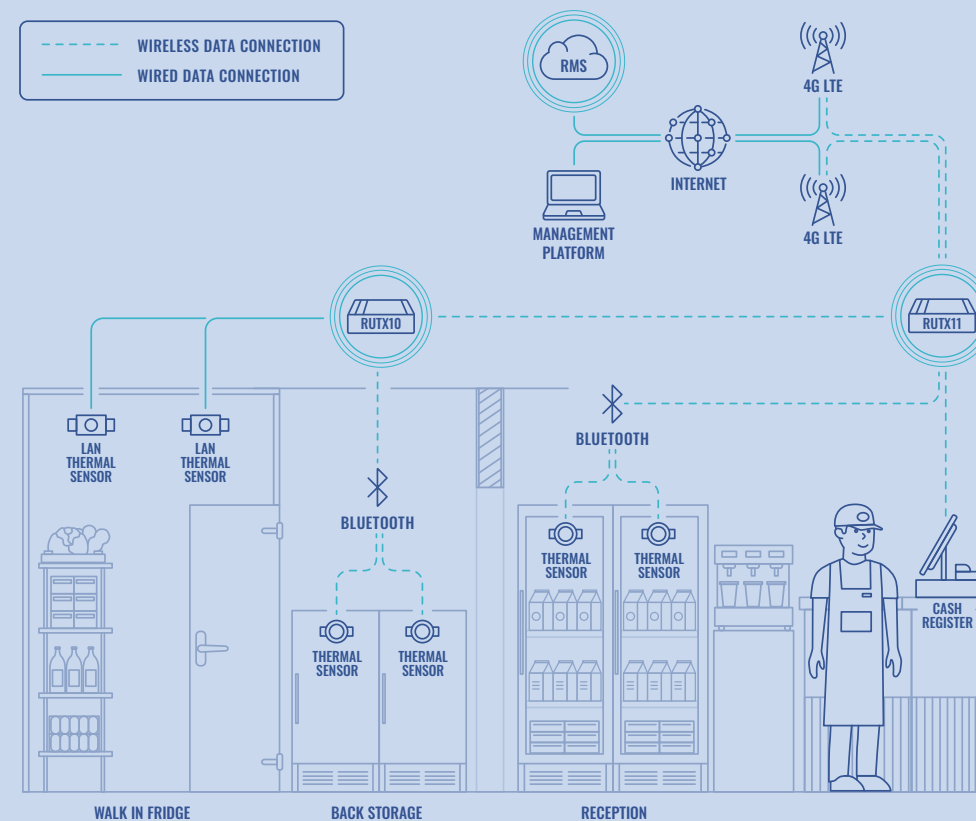 WIRELESS DATA CONNECTION
WIRED DATA CONNECTION
RMS
4G LTE
INTERNET
MANAGEMENT
PLATFORM
4G LTE
RUTX10
RUTX11
LAN
THERMAL
SENSOR
LAN
THERMAL
SENSOR
BLUETOOTH
BLUETOOTH
THERMAL
SENSOR
THERMAL
SENSOR
THERMAL
SENSOR
THERMAL
SENSOR
CASH
REGISTER
WALK IN FRIDGE
BACK STORAGE
RECEPTION